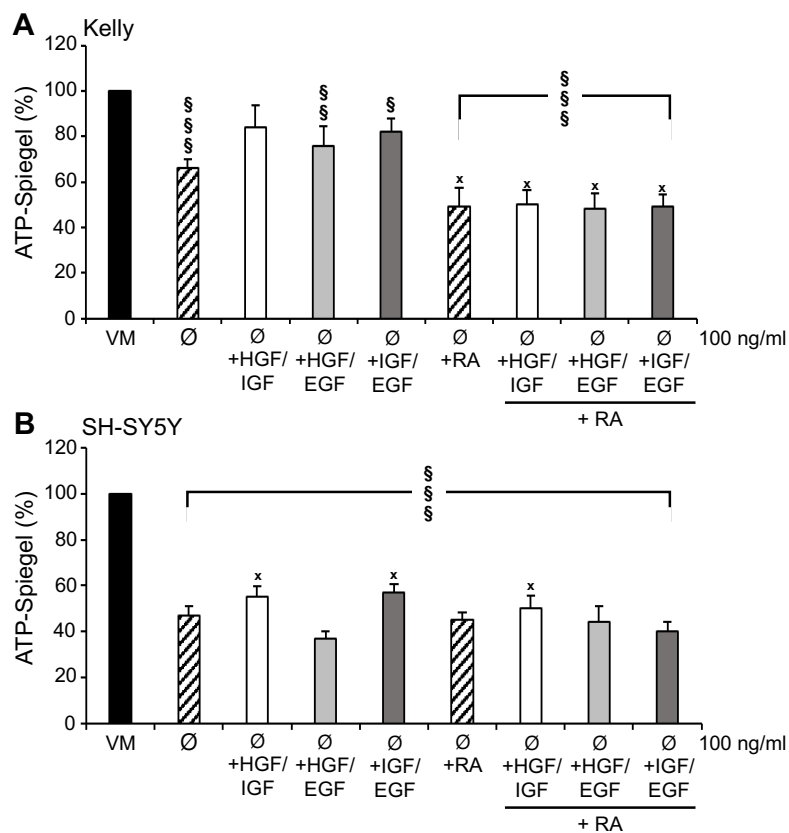 A
Kelly
120
100
80
60
40
20
0
ATP-Spiegel (%)
§
§
§
§
§
§
§
§
§
x
x
x
x
VM
Ø
Ø
+HGF/
IGF
Ø
+HGF/
EGF
Ø
+IGF/
EGF
Ø
+RA
Ø
+HGF/
IGF
Ø
+HGF/
EGF
Ø
+IGF/
EGF
100 ng/ml
+ RA
B
SH-SY5Y
120
100
80
60
40
20
0
ATP-Spiegel (%)
§
§
§
x
x
x
VM
Ø
Ø
+HGF/
IGF
Ø
+HGF/
EGF
Ø
+IGF/
EGF
Ø
+RA
Ø
+HGF/
IGF
Ø
+HGF/
EGF
Ø
+IGF/
EGF
100 ng/ml
+ RA